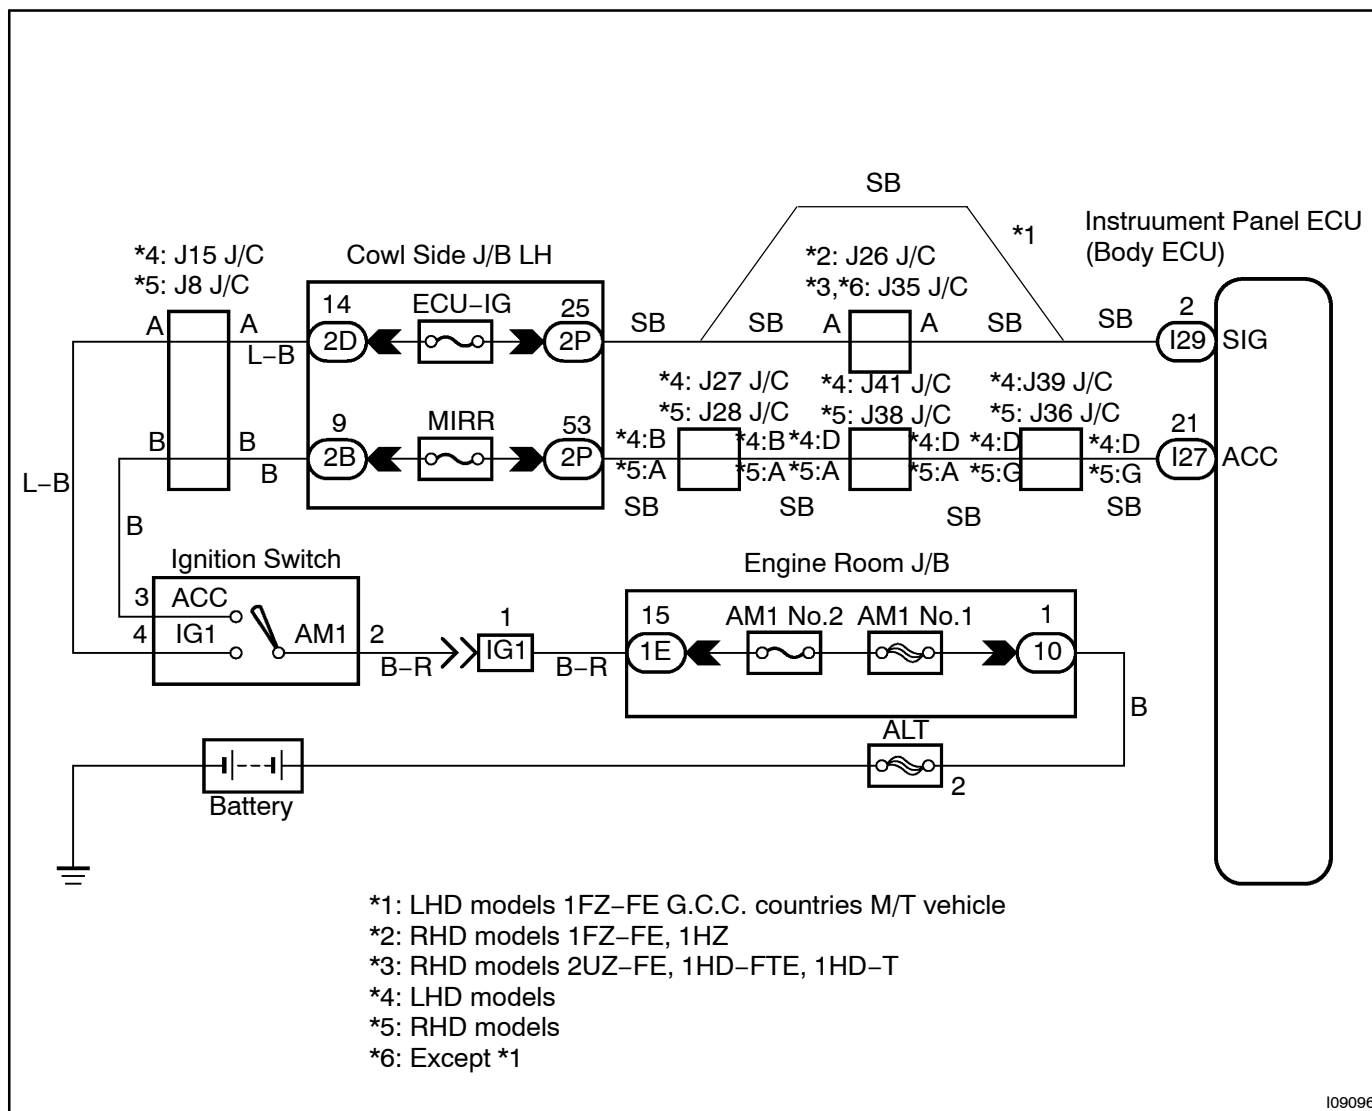 SB
*1
Instruument Panel ECU
(Body ECU)
*4: J15 J/C
*5: J8 J/C
Cowl Side J/B LH
*2: J26 J/C
*3,*6: J35 J/C
A
A
L-B
14
2D
ECU-IG
25
2P
SB
SB
A
A
SB
SB
2
I29
SIG
*4: J27 J/C
*5: J28 J/C
*4: J41 J/C
*5: J38 J/C
*4:J39 J/C
*5: J36 J/C
B
B
B
9
2B
MIRR
53
2P
*4:B
*5:A
SB
*4:B
*5:A
SB
*4:D
*5:A
*4:D
*5:A
SB
*4:D
*5:G
*4:D
*5:G
SB
21
I27
ACC
L-B
B
Ignition Switch
3
ACC
4
IG1
AM1
2
B-R
1
IG1
B-R
Engine Room J/B
15
1E
AM1 No.2
AM1 No.1
1
10
B
ALT
2
Battery
*1: LHD models 1FZ-FE G.C.C. countries M/T vehicle
*2: RHD models 1FZ-FE, 1HZ
*3: RHD models 2UZ-FE, 1HD-FTE, 1HD-T
*4: LHD models
*5: RHD models
*6: Except *1
I09096